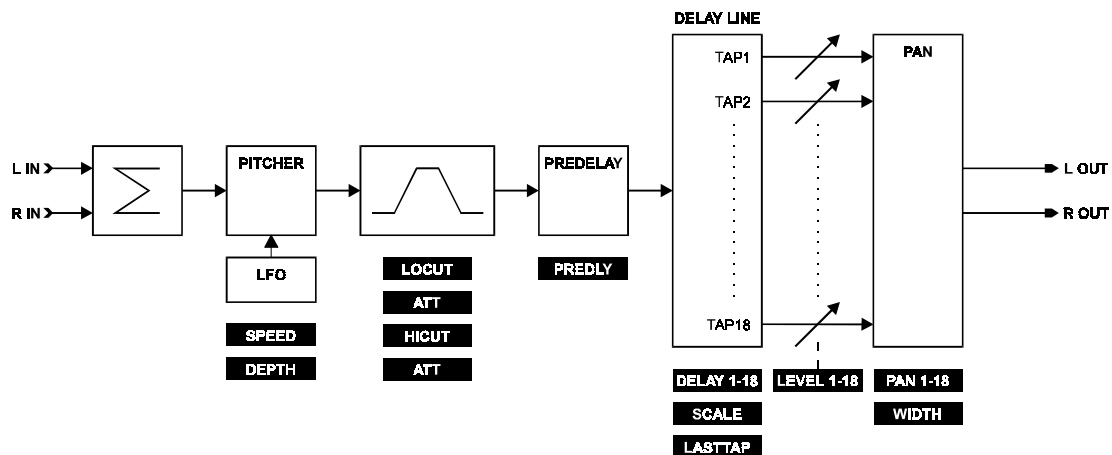 DELAY LINE
TAP1
PAN
TAP2
L IN
R IN
Σ
PITCHER
PREDELAY
L OUT
R OUT
LFO
LOCUT
PREDLY
ATT
SPEED
HICUT
TAP18
DEPTH
ATT
DELAY 1-18
LEVEL 1-18
PAN 1-18
SCALE
WIDTH
LASTTAP